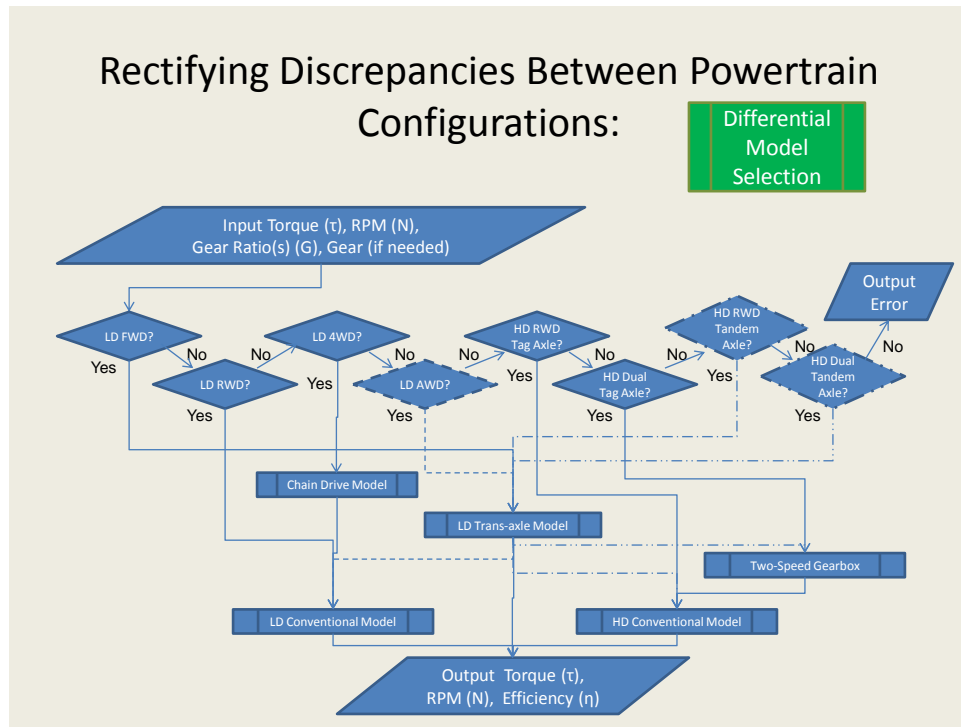 Rectifying Discrepancies Between Powertrain
Configurations:
Differential
Model
Selection
Input Torque (τ), RPM (N),
Gear Ratio(s) (G), Gear (if needed)
Output
Error
LD FWD?
Yes
No
LD RWD?
Yes
No
LD 4WD?
Yes
No
LD AWD?
Yes
No
HD RWD
Tag Axle?
Yes
No
HD Dual
Tag Axle?
Yes
No
HD RWD
Tandem
Axle?
Yes
No
HD Dual
Tandem
Axle?
Yes
No
Chain Drive Model
LD Trans-axle Model
Two-Speed Gearbox
LD Conventional Model
HD Conventional Model
Output Torque (τ),
RPM (N), Efficiency (η)